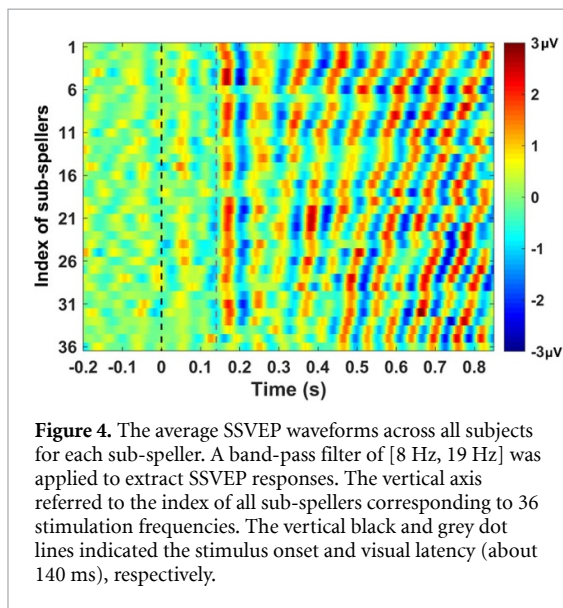 3μV
1
2
6
11
1
16
0
21
-1
26
-2
31
36
-3μV
-0.2 -0.1 0 0.1 0.2 0.3 0.4 0.5 0.6 0.7 0.8
Index of sub-spellers
Time (s)
Figure 4. The average SSVEP waveforms across all subjects
for each sub-speller. A band-pass filter of [8 Hz, 19 Hz] was
applied to extract SSVEP responses. The vertical axis
referred to the index of all sub-spellers corresponding to 36
stimulation frequencies. The vertical black and grey dot
lines indicated the stimulus onset and visual latency (about
140 ms), respectively.